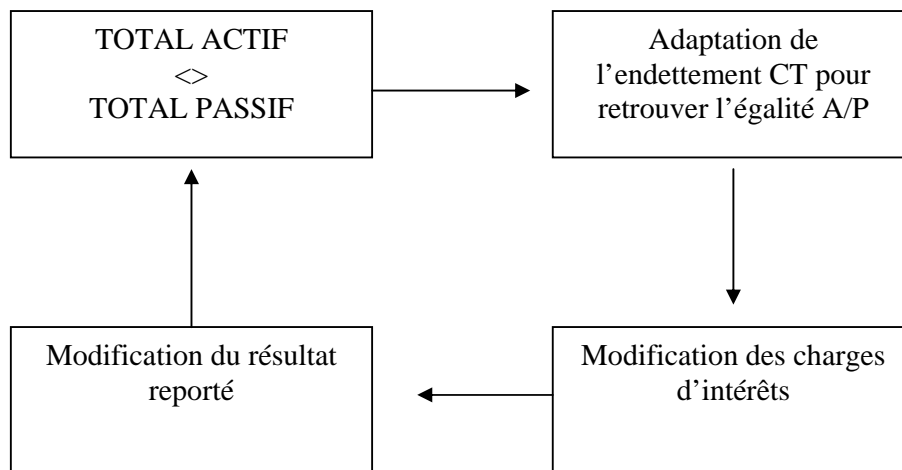 TOTAL ACTIF
<>
TOTAL PASSIF
Adaptation de
l’endettement CT pour
retrouver l’égalité A/P
Modification du résultat
reporté
Modification des charges
d’intérêts